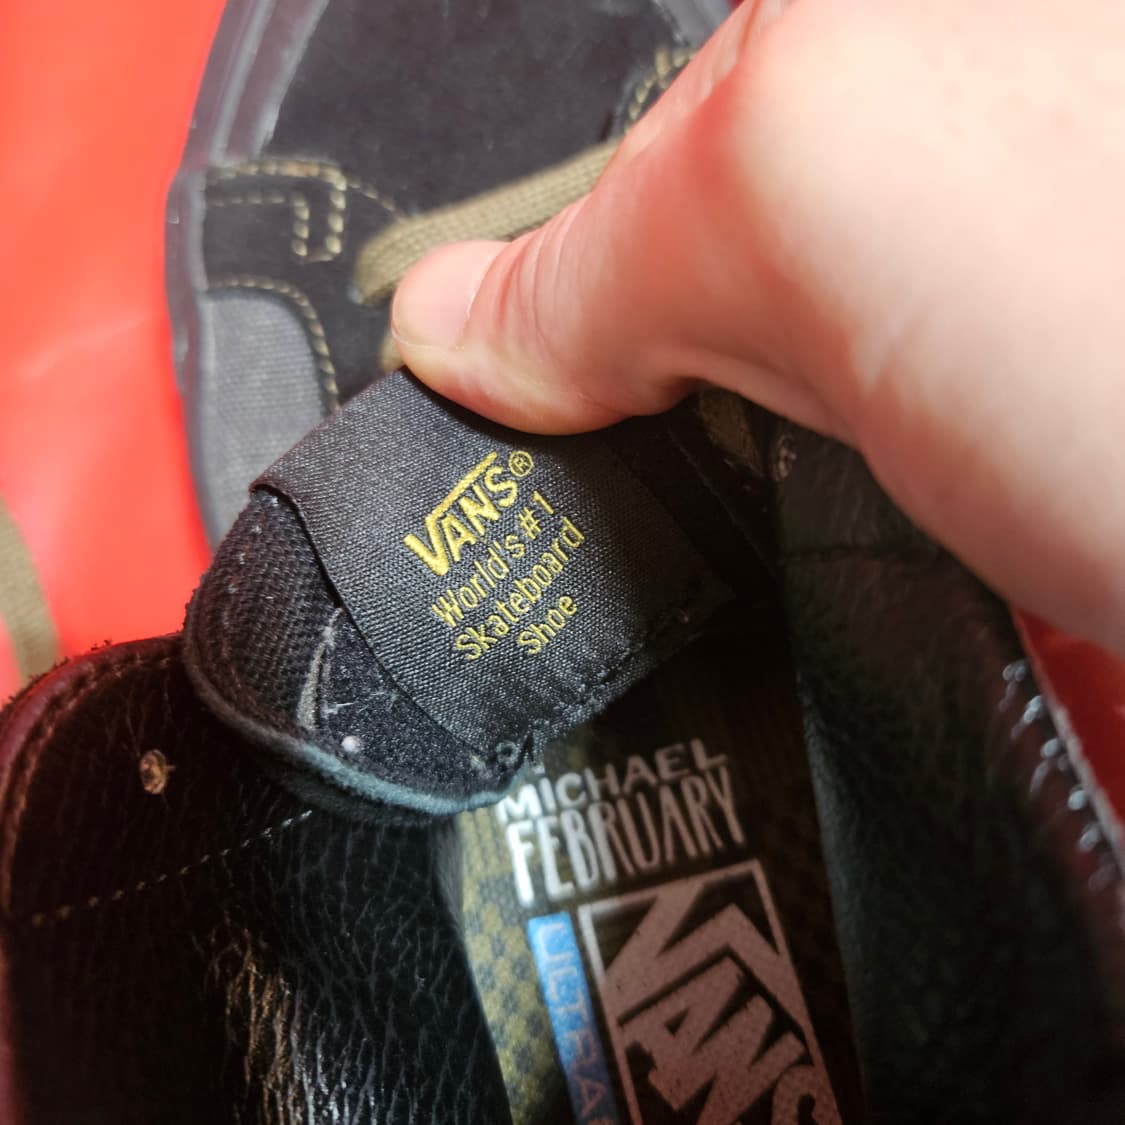 VANS®
World's #1
Skateboard
Shoe
MICHAEL
FEBRUARY
VANS